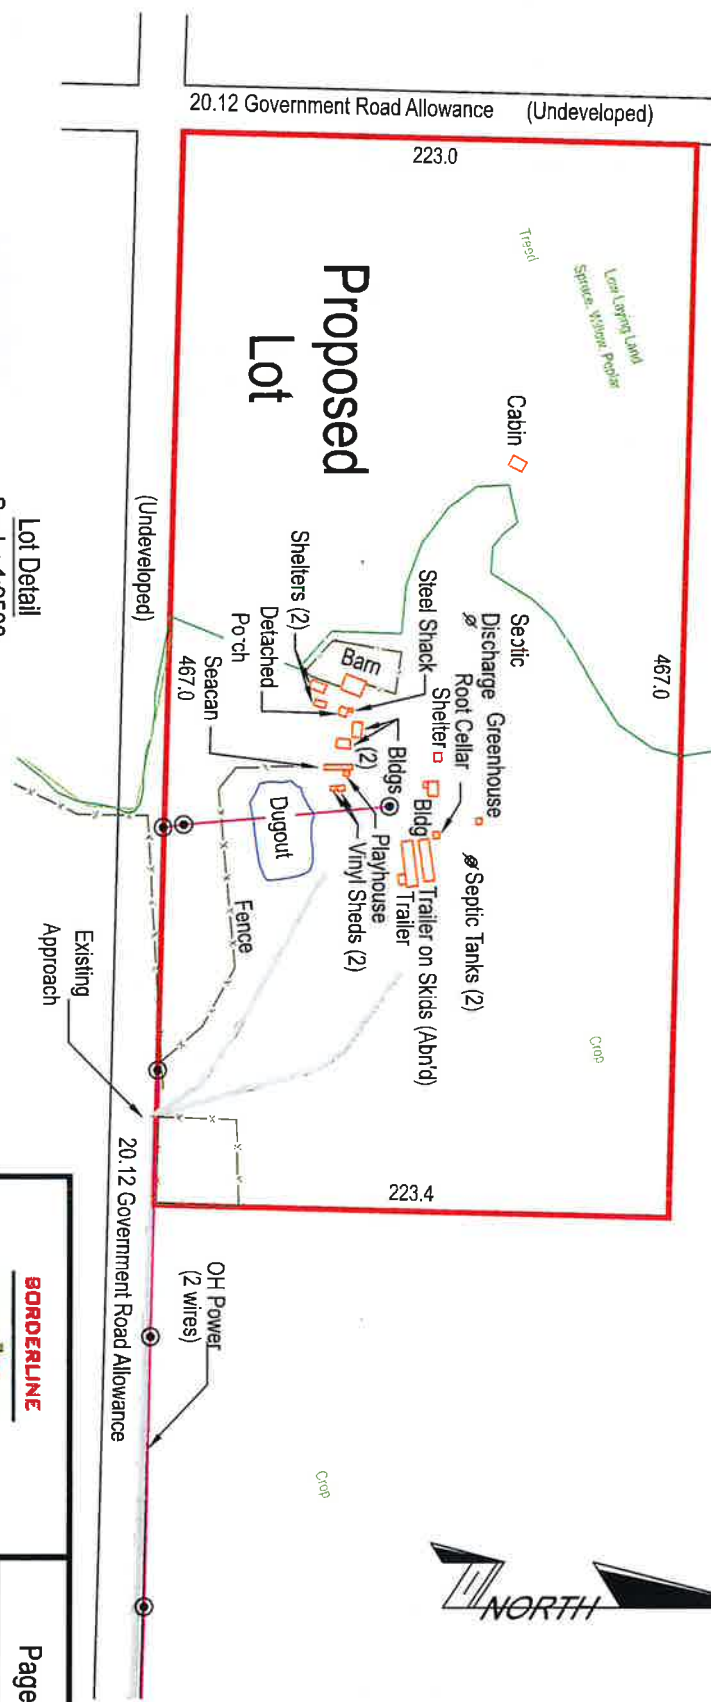 20.12 Government Road Allowance (Undeveloped)
223.0
Treed
Low Laying Land
Spruce, Willow, Poplar
Proposed
Lot
Cabin
467.0
Septic
Discharge
Greenhouse
Root Cellar
Shelter
Steel Shack
Shelters (2)
Detached
Porch
Barn
Seacan
467.0
(Undeveloped)
Bldgs
(2)
Bldg
Septic Tanks (2)
Trailer on Skids (Abn'd)
Trailer
Playhouse
Vinyl Sheds (2)
Dugout
Fence
Crop
Existing
Approach
223.4
20.12 Government Road Allowance
OH Power
(2 wires)
Crop
NORTH
Lot Detail
BORDERLINE
Page